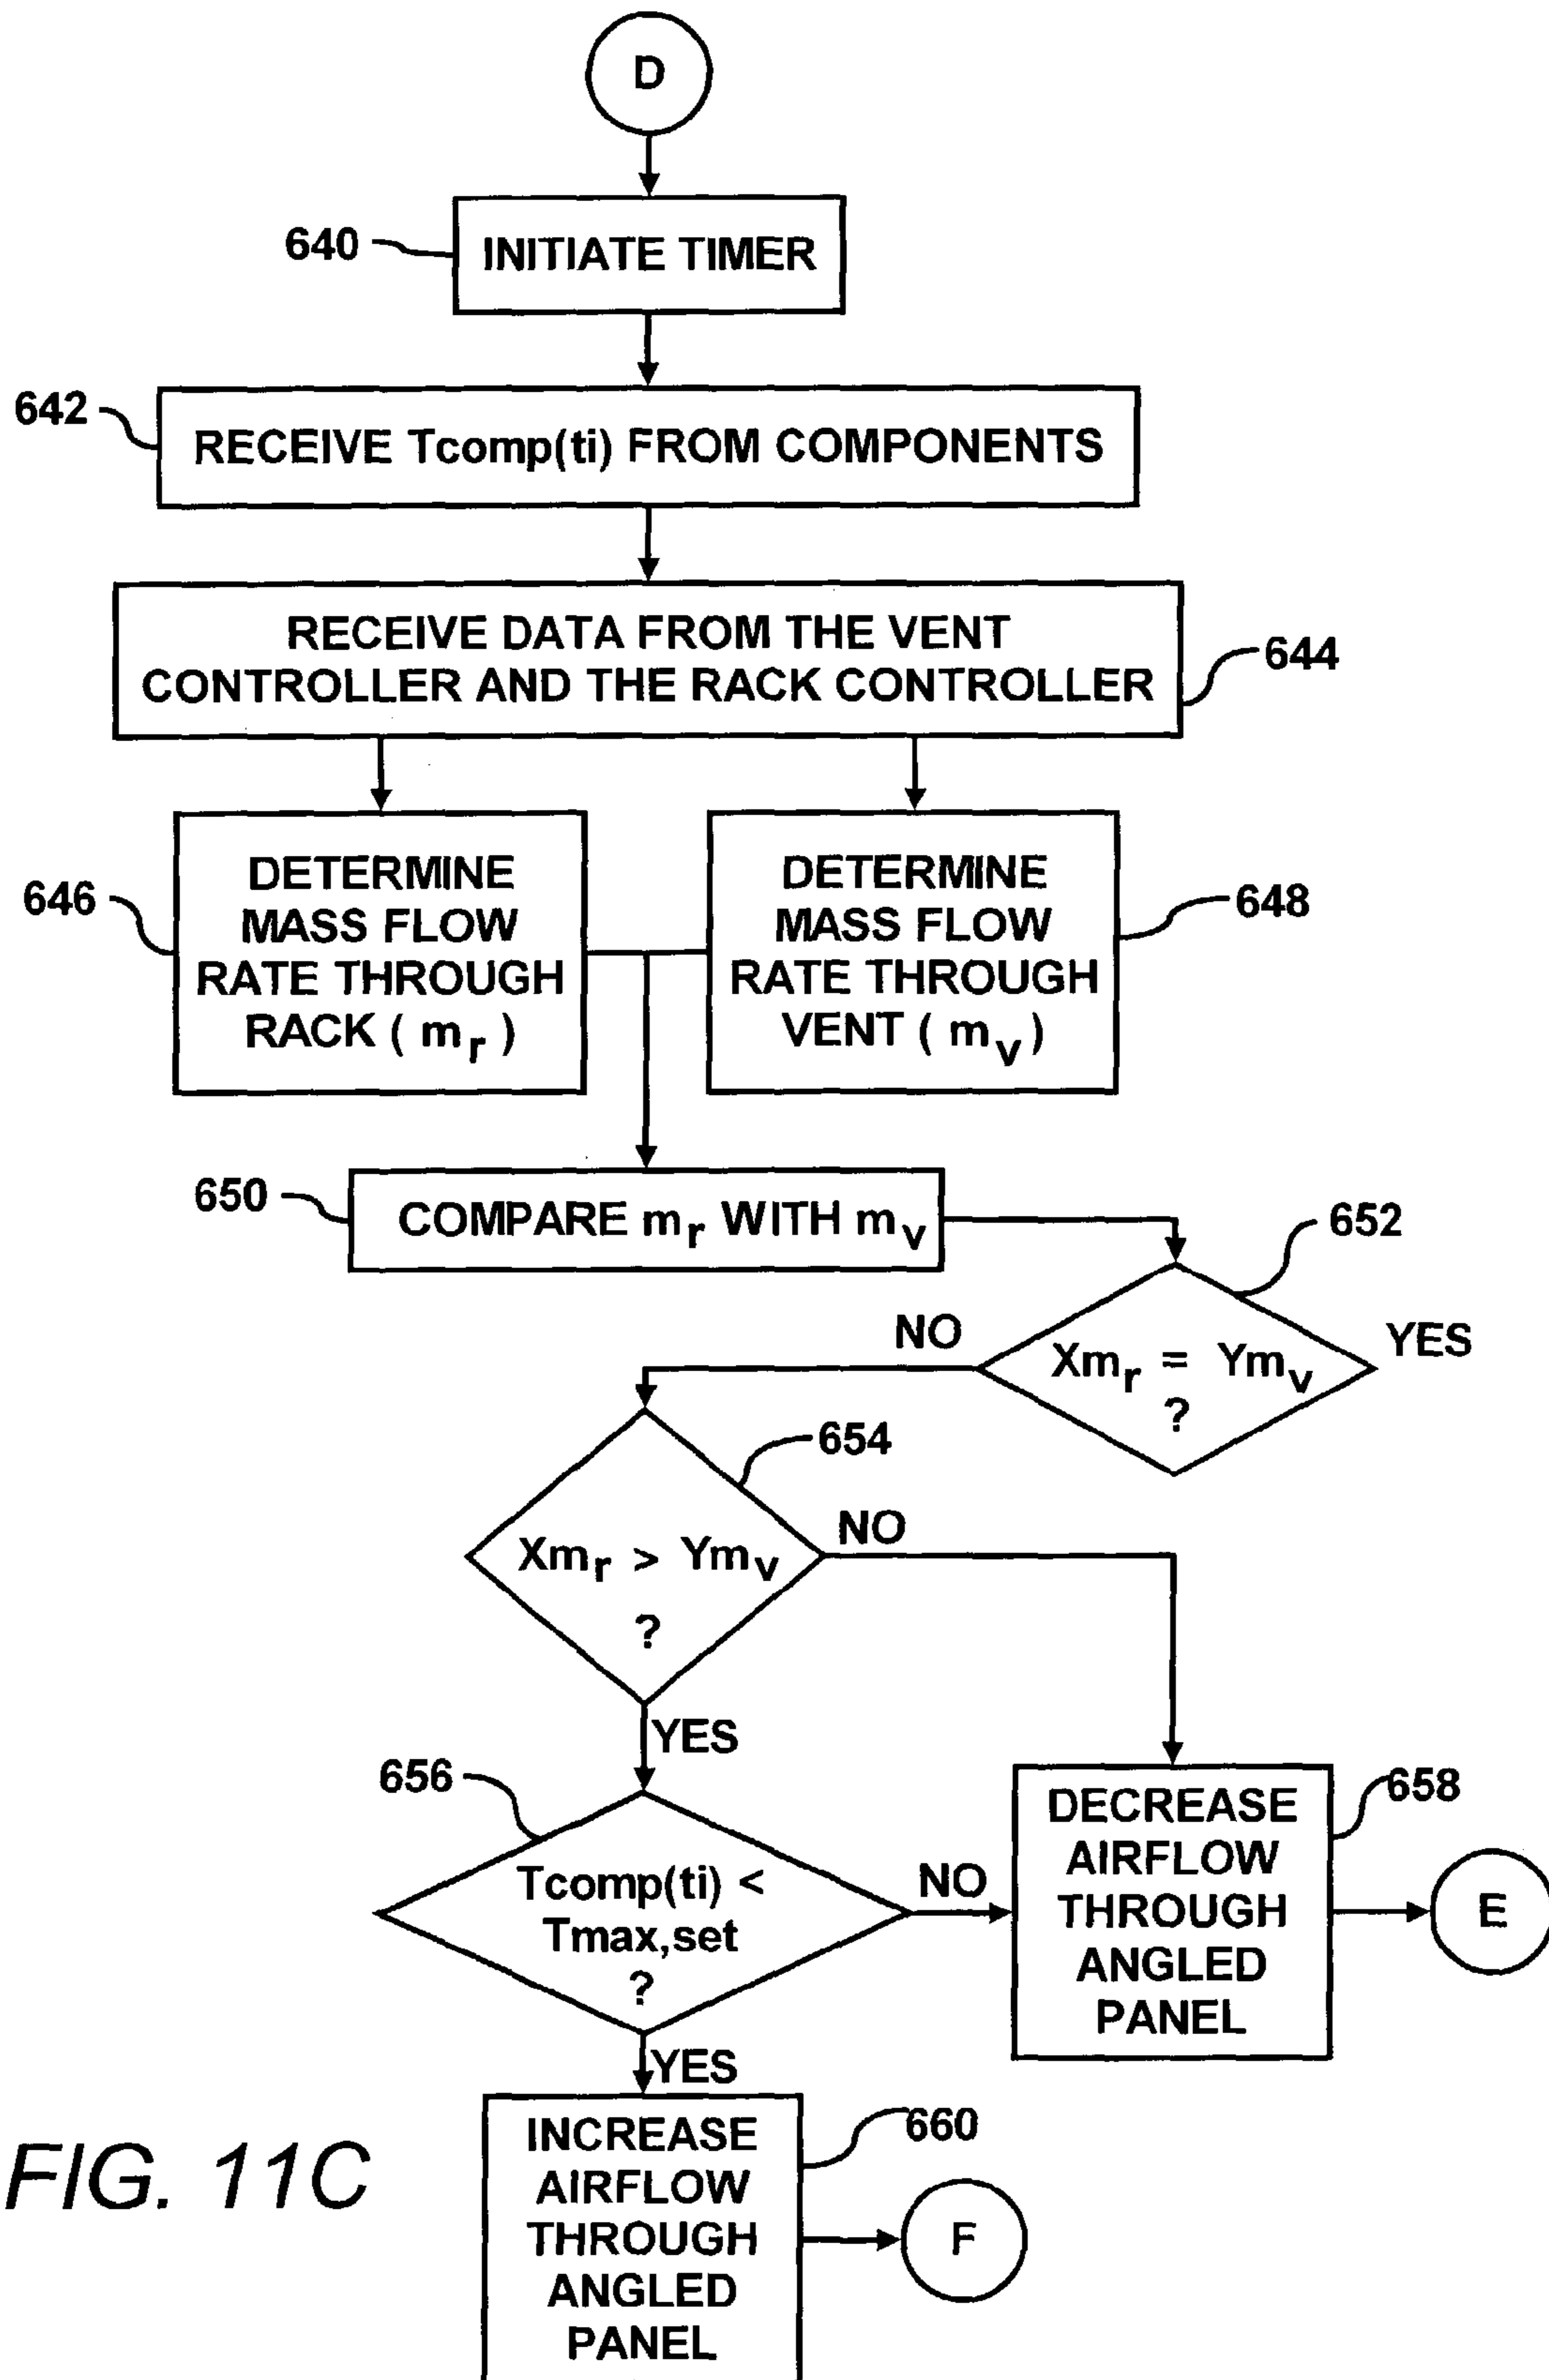 D
640
INITIATE TIMER
642
RECEIVE Tcomp(ti) FROM COMPONENTS
RECEIVE DATA FROM THE VENT
CONTROLLER AND THE RACK CONTROLLER
644
646
DETERMINE
MASS FLOW
RATE THROUGH
RACK ( mr )
DETERMINE
MASS FLOW
RATE THROUGH
VENT ( mv )
648
650
COMPARE mr WITH mv
652
NO
YES
Xmr = Ymv
?
654
NO
Xmr > Ymv
?
YES
656
Tcomp(ti) <
Tmax,set
?
NO
658
DECREASE
AIRFLOW
THROUGH
ANGLED
PANEL
E
YES
660
INCREASE
AIRFLOW
THROUGH
ANGLED
PANEL
F
FIG. 11C